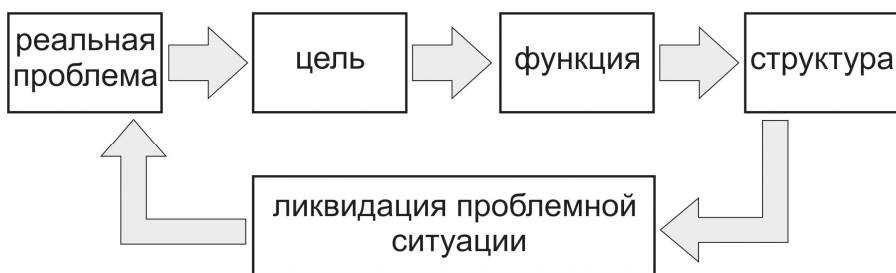 реальная
проблема
цель
функция
структура
ликвидация проблемной
ситуации